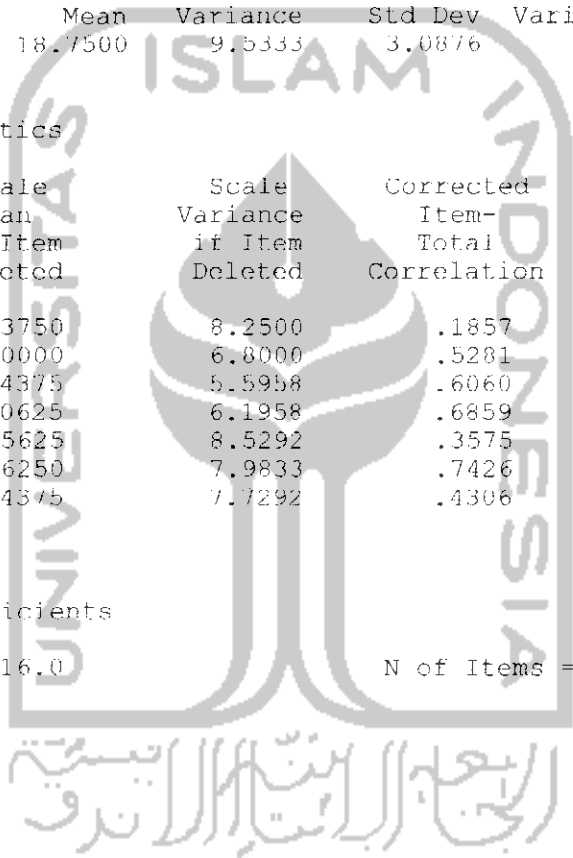 Mean Variance Std Dev Vari
18.7500 9.5333 3.0876
ISLAM
UNIVERSITAS
INDONESIA
tics
ale Scale Corrected
an Variance Item-
Item if Item Total
eted Deleted Correlation
3750 8.2500 .1857
0000 6.8000 .5281
4375 5.5958 .6060
0625 6.1958 .6859
5625 8.5292 .3575
6250 7.9833 .7426
4375 7.7292 .4306
icients
16.0 N of Items =